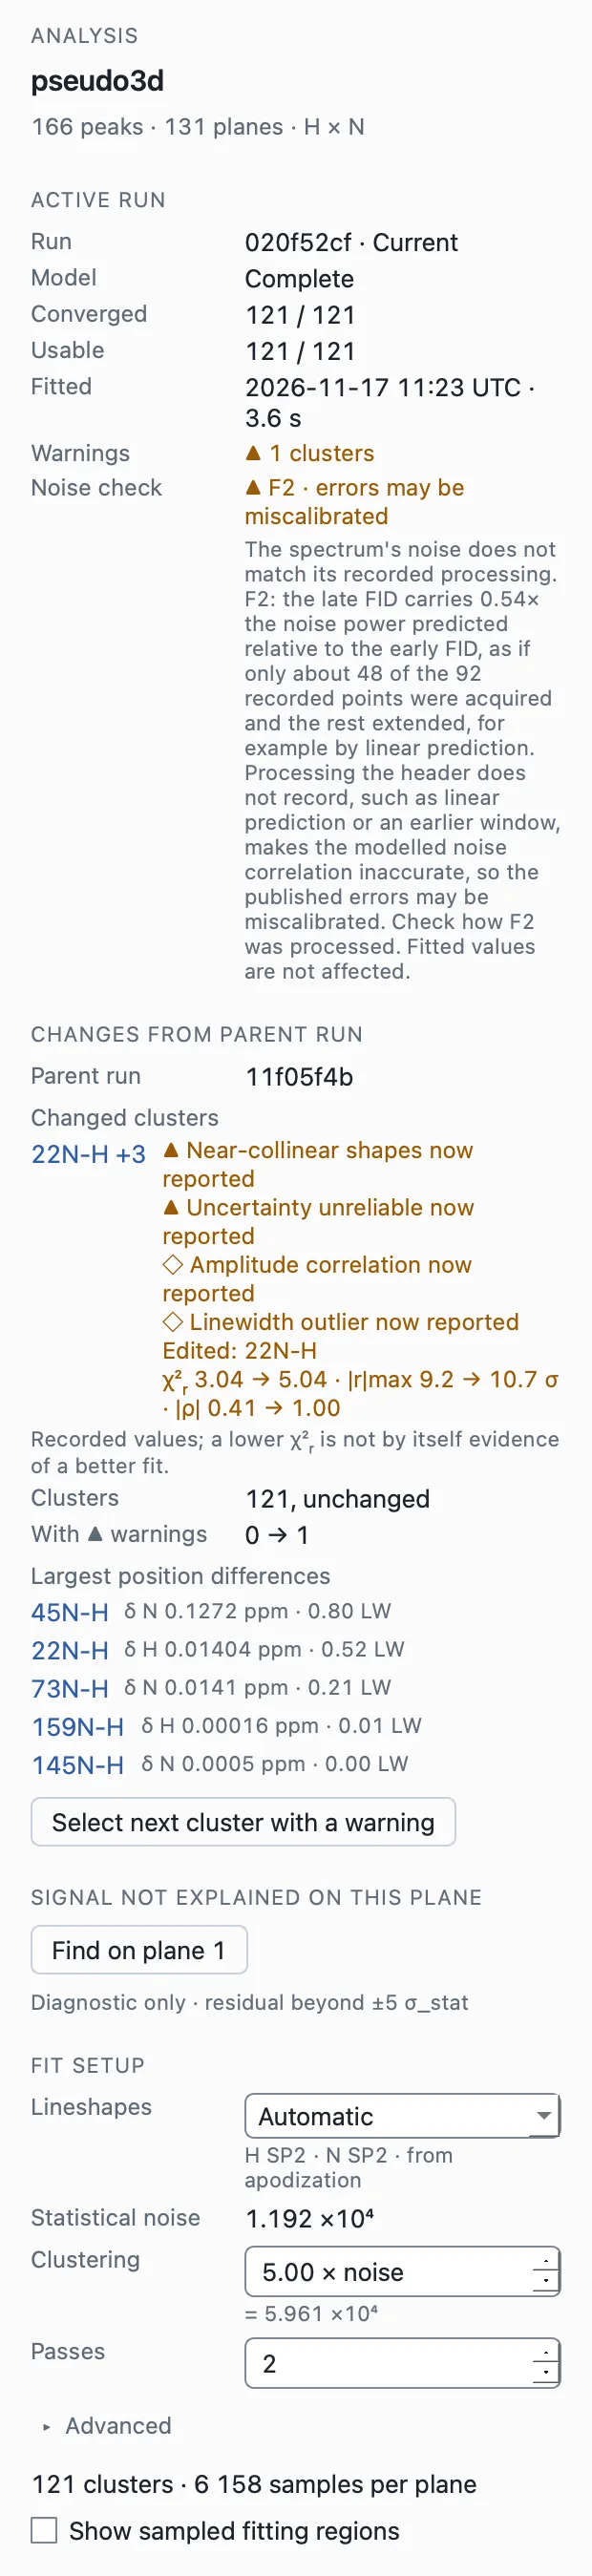 ANALYSIS
pseudo3d
166 peaks · 131 planes · H × N
ACTIVE RUN
Run 020f52cf · Current
Model Complete
Converged 121 / 121
Usable 121 / 121
Fitted 2026-11-17 11:23 UTC ·
3.6 s
Warnings ▲ 1 clusters
Noise check ▲ F2 · errors may be
miscalibrated
The spectrum's noise does not
match its recorded processing.
F2: the late FID carries 0.54×
the noise power predicted
relative to the early FID, as if
only about 48 of the 92
recorded points were acquired
and the rest extended, for
example by linear prediction.
Processing the header does
not record, such as linear
prediction or an earlier window,
makes the modelled noise
correlation inaccurate, so the
published errors may be
miscalibrated. Check how F2
was processed. Fitted values
are not affected.
CHANGES FROM PARENT RUN
Parent run 11f05f4b
Changed clusters
22N-H +3 ▲ Near-collinear shapes now
reported
▲ Uncertainty unreliable now
reported
◇ Amplitude correlation now
reported
◇ Linewidth outlier now reported
Edited: 22N-H
χ²ᵣ 3.04 → 5.04 · |r|max 9.2 → 10.7 σ
· |ρ| 0.41 → 1.00
Recorded values; a lower χ²ᵣ is not by itself evidence
of a better fit.
Clusters 121, unchanged
With ▲ warnings 0 → 1
Largest position differences
45N-H δ N 0.1272 ppm · 0.80 LW
22N-H δ H 0.01404 ppm · 0.52 LW
73N-H δ N 0.0141 ppm · 0.21 LW
159N-H δ H 0.00016 ppm · 0.01 LW
145N-H δ N 0.0005 ppm · 0.00 LW
Select next cluster with a warning
SIGNAL NOT EXPLAINED ON THIS PLANE
Find on plane 1
Diagnostic only · residual beyond ±5 σ_stat
FIT SETUP
Lineshapes Automatic
H SP2 · N SP2 · from
apodization
Statistical noise 1.192 ×10⁴
Clustering 5.00 × noise
= 5.961 ×10⁴
Passes 2
▸ Advanced
121 clusters · 6 158 samples per plane
Show sampled fitting regions